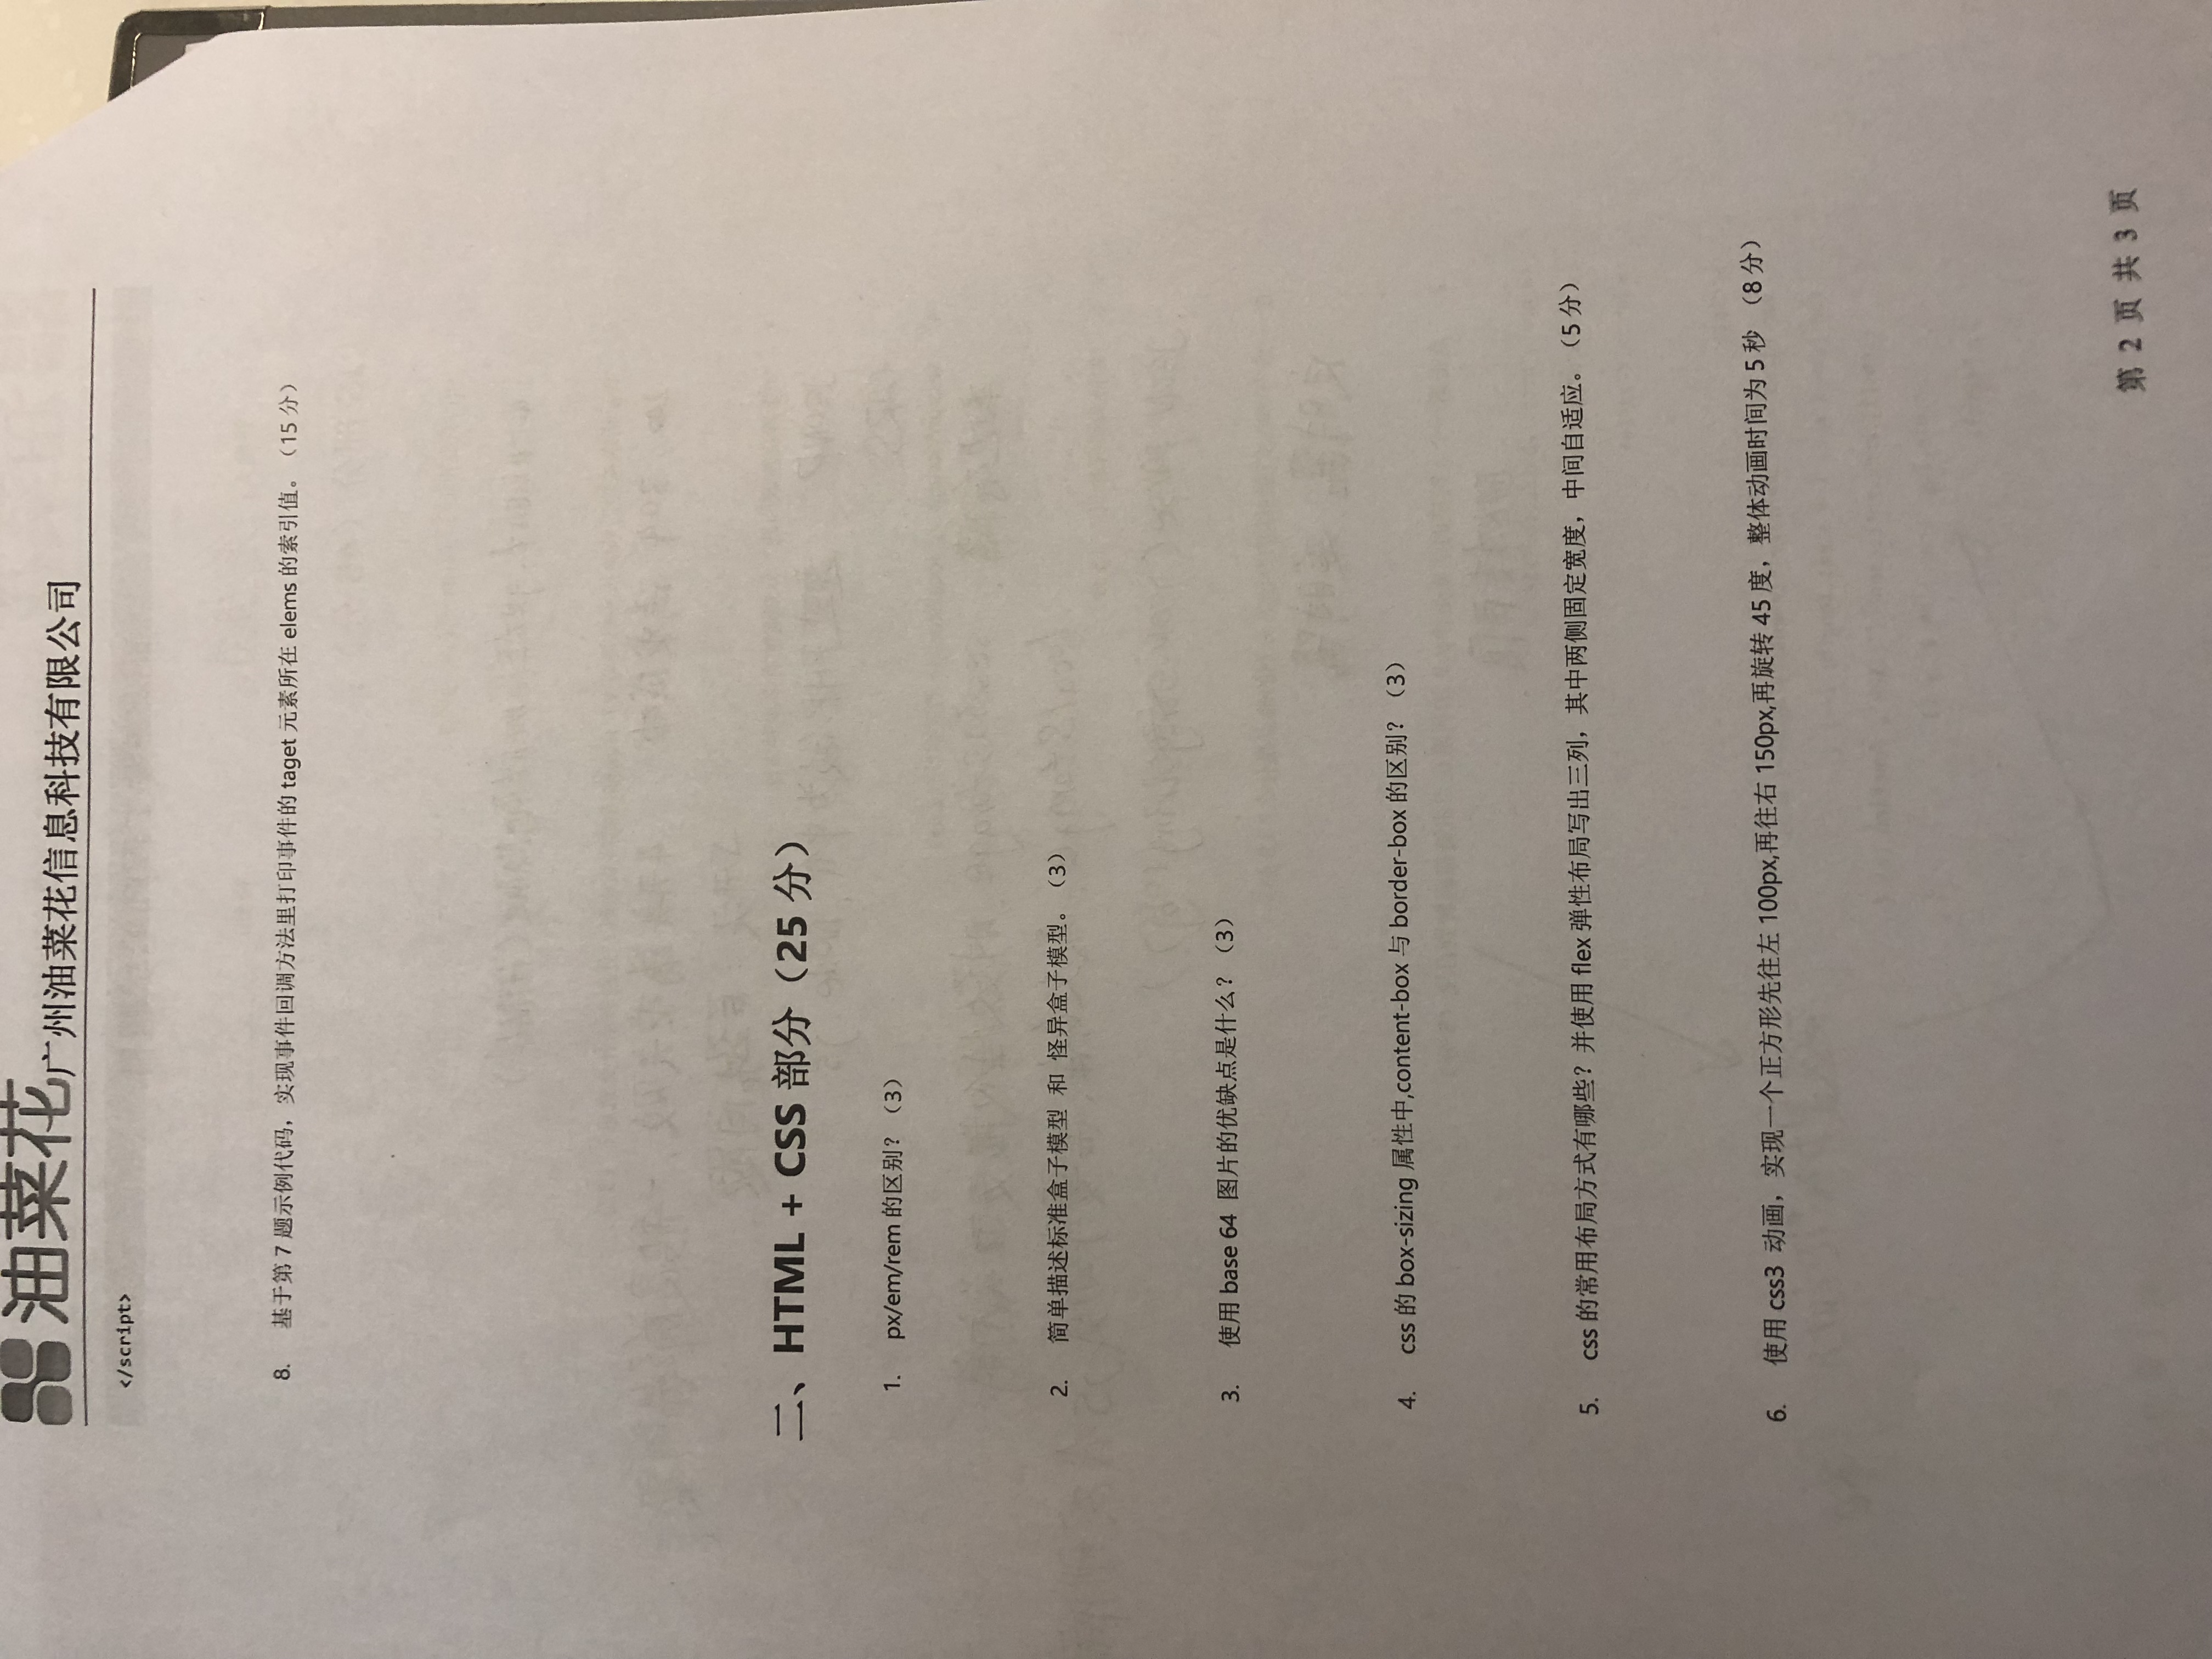 油菜花广州油菜花信息科技有限公司
</script>
8. 基于第 7 题示例代码，实现事件回调方法里打印事件的 taget 元素所在 elems 的索引值。（15 分）
二、HTML + CSS 部分（25 分）
1. px/em/rem 的区别？（3）
2. 简单描述标准盒子模型 和 怪异盒子模型。（3）
3. 使用 base 64 图片的优缺点是什么？（3）
4. css 的 box-sizing 属性中,content-box 与 border-box 的区别？（3）
5. css 的常用布局方式有哪些？并使用 flex 弹性布局写出三列，其中两侧固定宽度，中间自适应。（5 分）
6. 使用 css3 动画，实现一个正方形先往左 100px,再往右 150px,再旋转 45 度，整体动画时间为 5 秒 （8 分）
第 2 页 共 3 页